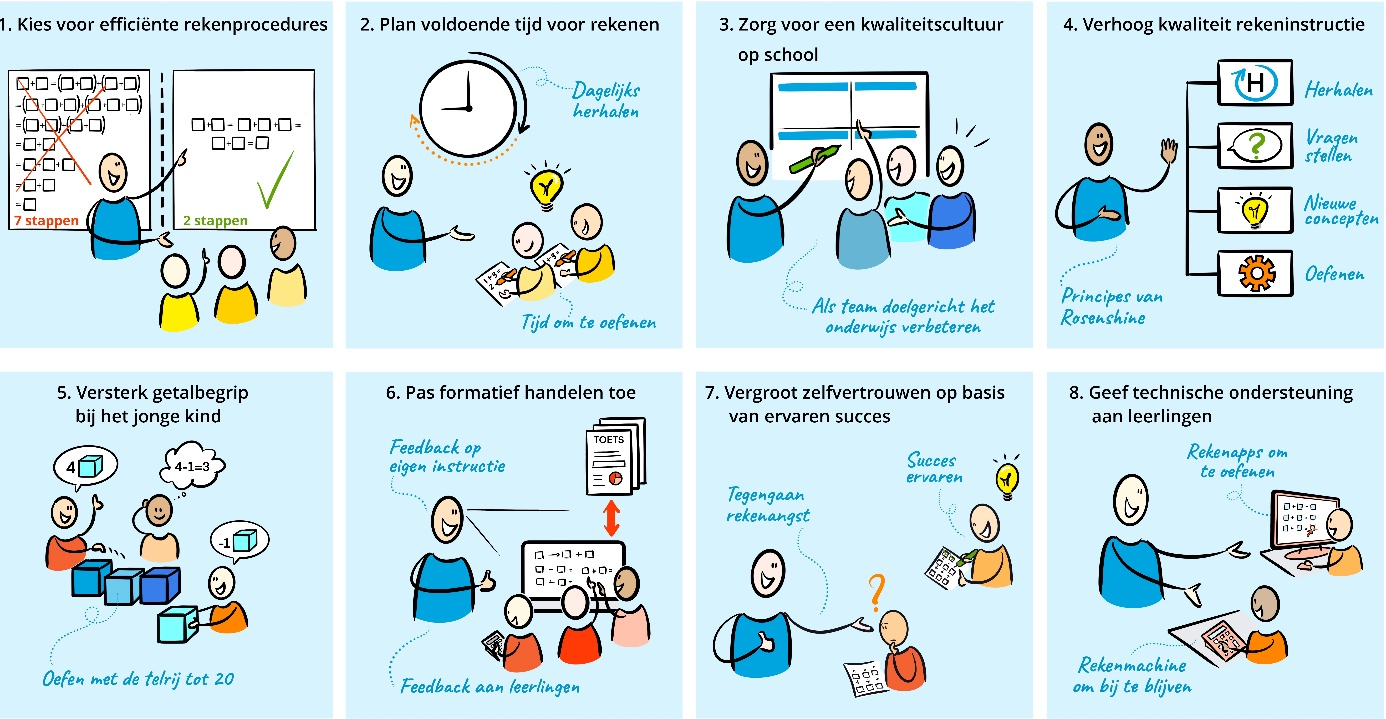 1. Kies voor efficiënte rekenprocedures
7 stappen
2 stappen
2. Plan voldoende tijd voor rekenen
Dagelijks
herhalen
Tijd om te oefenen
3. Zorg voor een kwaliteitscultuur
op school
Als team doelgericht het
onderwijs verbeteren
4. Verhoog kwaliteit rekeninstructie
H
Herhalen
?
Vragen
stellen
Nieuwe
concepten
Oefenen
Principes van
Rosenshine
5. Versterk getalbegrip
bij het jonge kind
4
4-1=3
-1
Oefen met de telrij tot 20
6. Pas formatief handelen toe
Feedback op
eigen instructie
TOETS
Feedback aan leerlingen
7. Vergroot zelfvertrouwen op basis
van ervaren succes
Succes
ervaren
Tegengaan
rekenangst
?
8. Geef technische ondersteuning
aan leerlingen
Rekenapps om
te oefenen
Rekenmachine
om bij te blijven